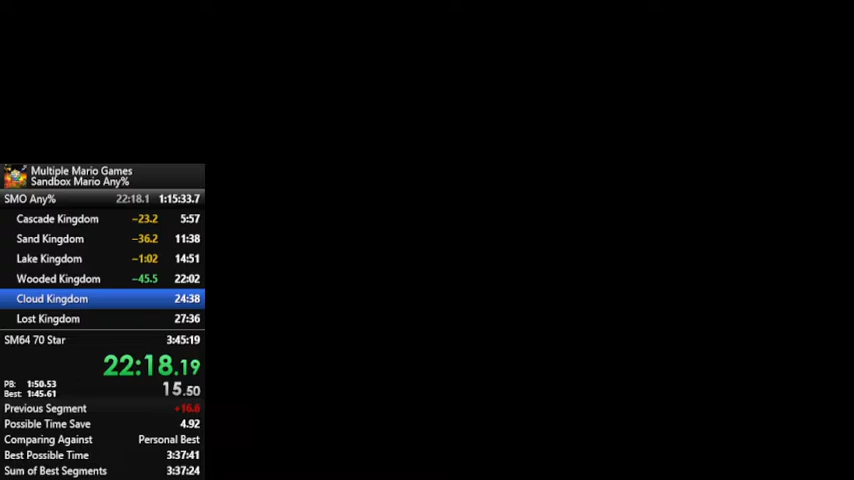 Multiple Mario Games
Sandbox Mario Any%
SMO Any% 22:18.1 1:15:33.7
Cascade Kingdom −23.2 5:57
Sand Kingdom −36.2 11:38
Lake Kingdom −1:02 14:51
Wooded Kingdom −45.5 22:02
Cloud Kingdom 24:38
Lost Kingdom 27:36
SM64 70 Star 3:45:19
22:18.19
PB: 1:50.53 15.50
Best: 1:45.61
Previous Segment +16.6
Possible Time Save 4.92
Comparing Against Personal Best
Best Possible Time 3:37:41
Sum of Best Segments 3:37:24